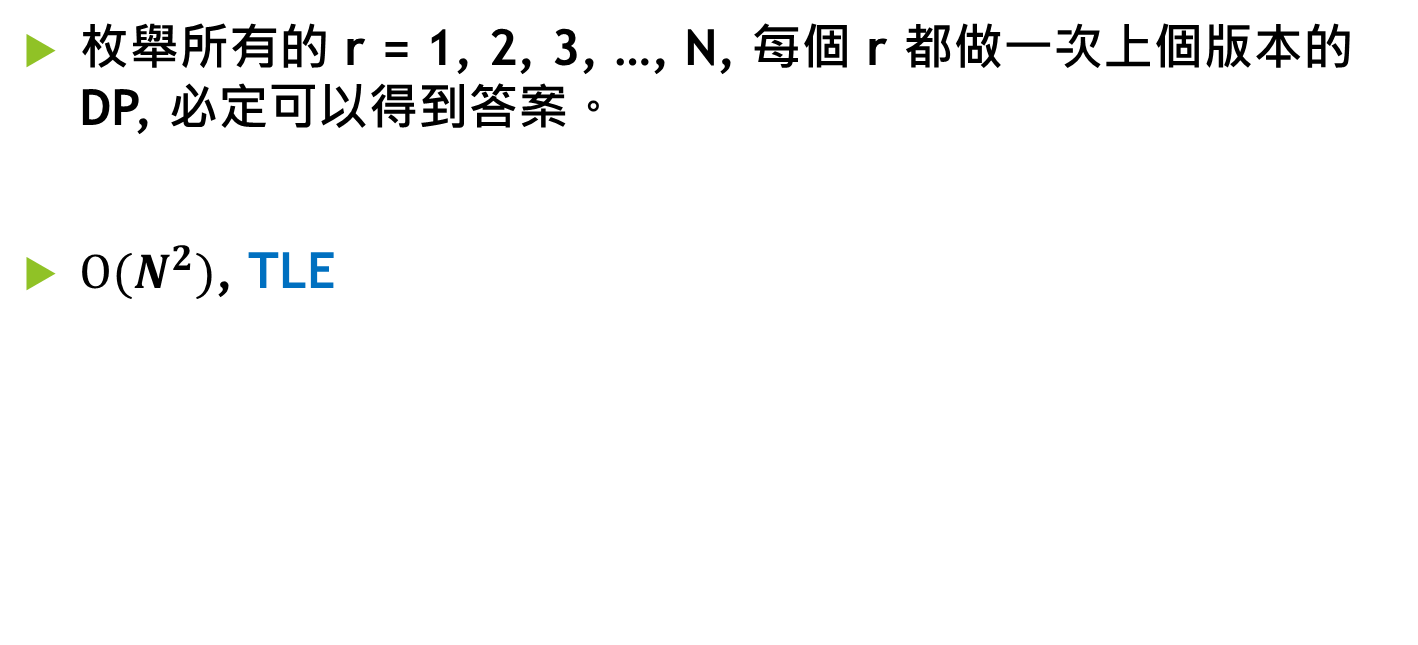 枚舉所有的 r = 1, 2, 3, …, N, 每個 r 都做一次上個版本的
DP, 必定可以得到答案。
O(N²), TLE